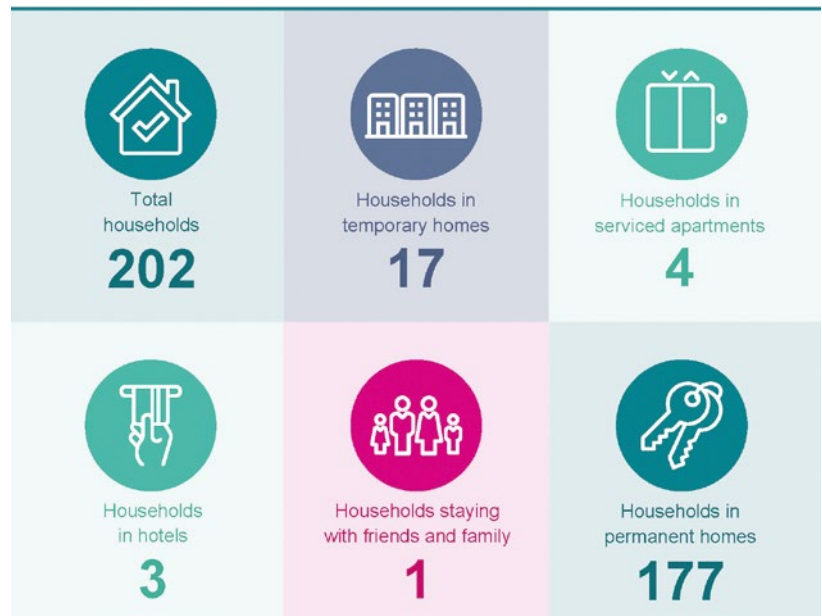 Total
households
202
Households in
temporary homes
17
Households in
serviced apartments
4
Households
in hotels
3
Households staying
with friends and family
1
Households in
permanent homes
177